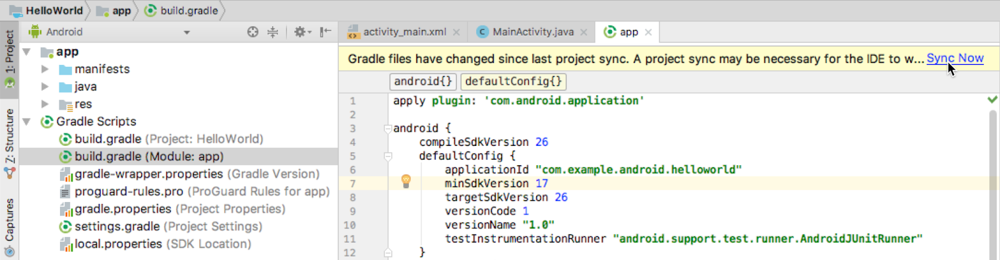 HelloWorld app build.gradle
1: Project
Z: Structure
Captures
Android
app
manifests
java
res
Gradle Scripts
build.gradle (Project: HelloWorld)
build.gradle (Module: app)
gradle-wrapper.properties (Gradle Version)
proguard-rules.pro (ProGuard Rules for app)
gradle.properties (Project Properties)
settings.gradle (Project Settings)
local.properties (SDK Location)
activity_main.xml MainActivity.java app
Gradle files have changed since last project sync. A project sync may be necessary for the IDE to w... Sync Now
android{} defaultConfig{}
1 apply plugin: 'com.android.application'
2
3 android {
4 compileSdkVersion 26
5 defaultConfig {
6 applicationId "com.example.android.helloworld"
7 minSdkVersion 17
8 targetSdkVersion 26
9 versionCode 1
10 versionName "1.0"
11 testInstrumentationRunner "android.support.test.runner.AndroidJUnitRunner"
12 }